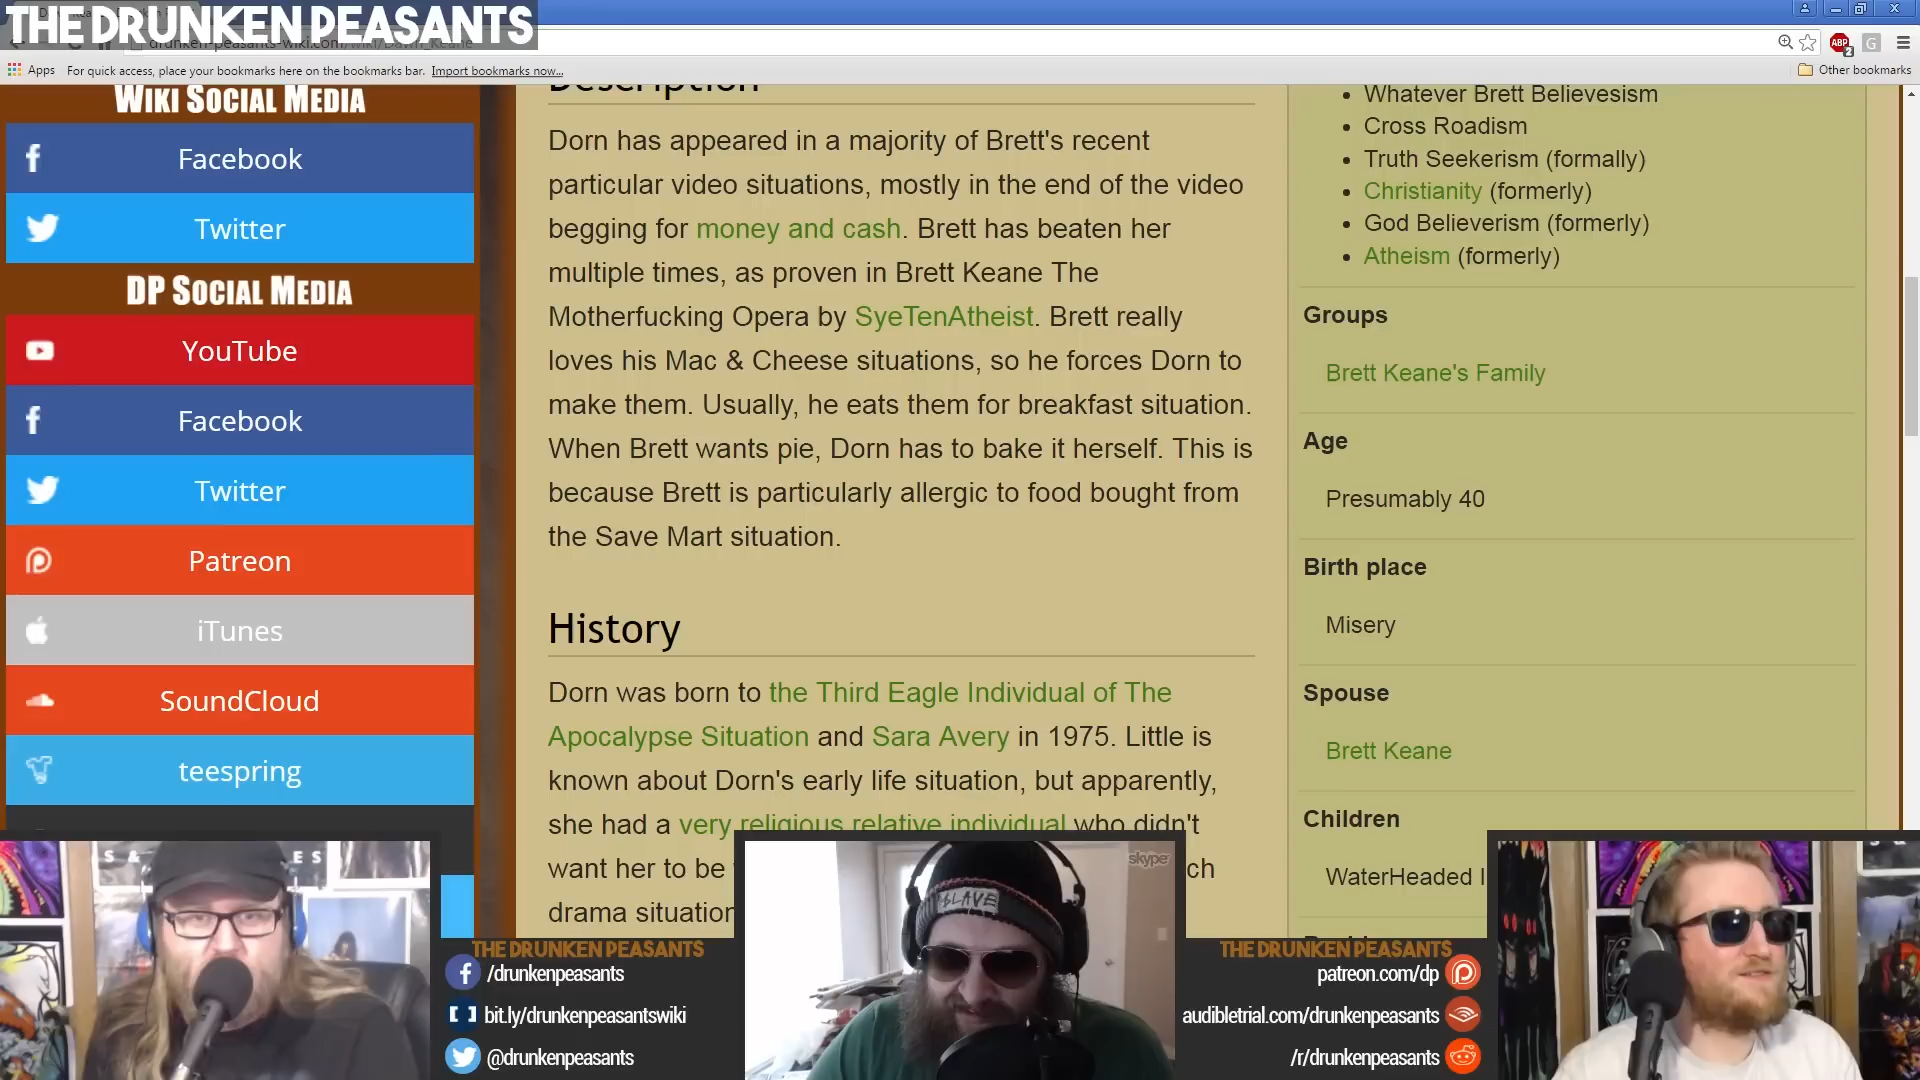 THE DRUNKEN PEASANTS
drunken-peasants-wiki.com/wiki/Dawn_Keane
ABP
2
G
Apps
For quick access, place your bookmarks here on the bookmarks bar. Import bookmarks now...
Other bookmarks
WIKI SOCIAL MEDIA
Facebook
Twitter
DP SOCIAL MEDIA
YouTube
Facebook
Twitter
Patreon
iTunes
SoundCloud
teespring
Description
Dorn has appeared in a majority of Brett's recent
particular video situations, mostly in the end of the video
begging for money and cash. Brett has beaten her
multiple times, as proven in Brett Keane The
Motherfucking Opera by SyeTenAtheist. Brett really
loves his Mac & Cheese situations, so he forces Dorn to
make them. Usually, he eats them for breakfast situation.
When Brett wants pie, Dorn has to bake it herself. This is
because Brett is particularly allergic to food bought from
the Save Mart situation.
History
Dorn was born to the Third Eagle Individual of The
Apocalypse Situation and Sara Avery in 1975. Little is
known about Dorn's early life situation, but apparently,
she had a very religious relative individual who didn't
want her to be
ch
drama situation
Whatever Brett Believesism
Cross Roadism
Truth Seekerism (formally)
Christianity (formerly)
God Believerism (formerly)
Atheism (formerly)
Groups
Brett Keane's Family
Age
Presumably 40
Birth place
Misery
Spouse
Brett Keane
Children
WaterHeaded I
skype
SLAVE
THE DRUNKEN PEASANTS
/drunkenpeasants
bit.ly/drunkenpeasantswiki
@drunkenpeasants
THE DRUNKEN PEASANTS
patreon.com/dp
audibletrial.com/drunkenpeasants
/r/drunkenpeasants